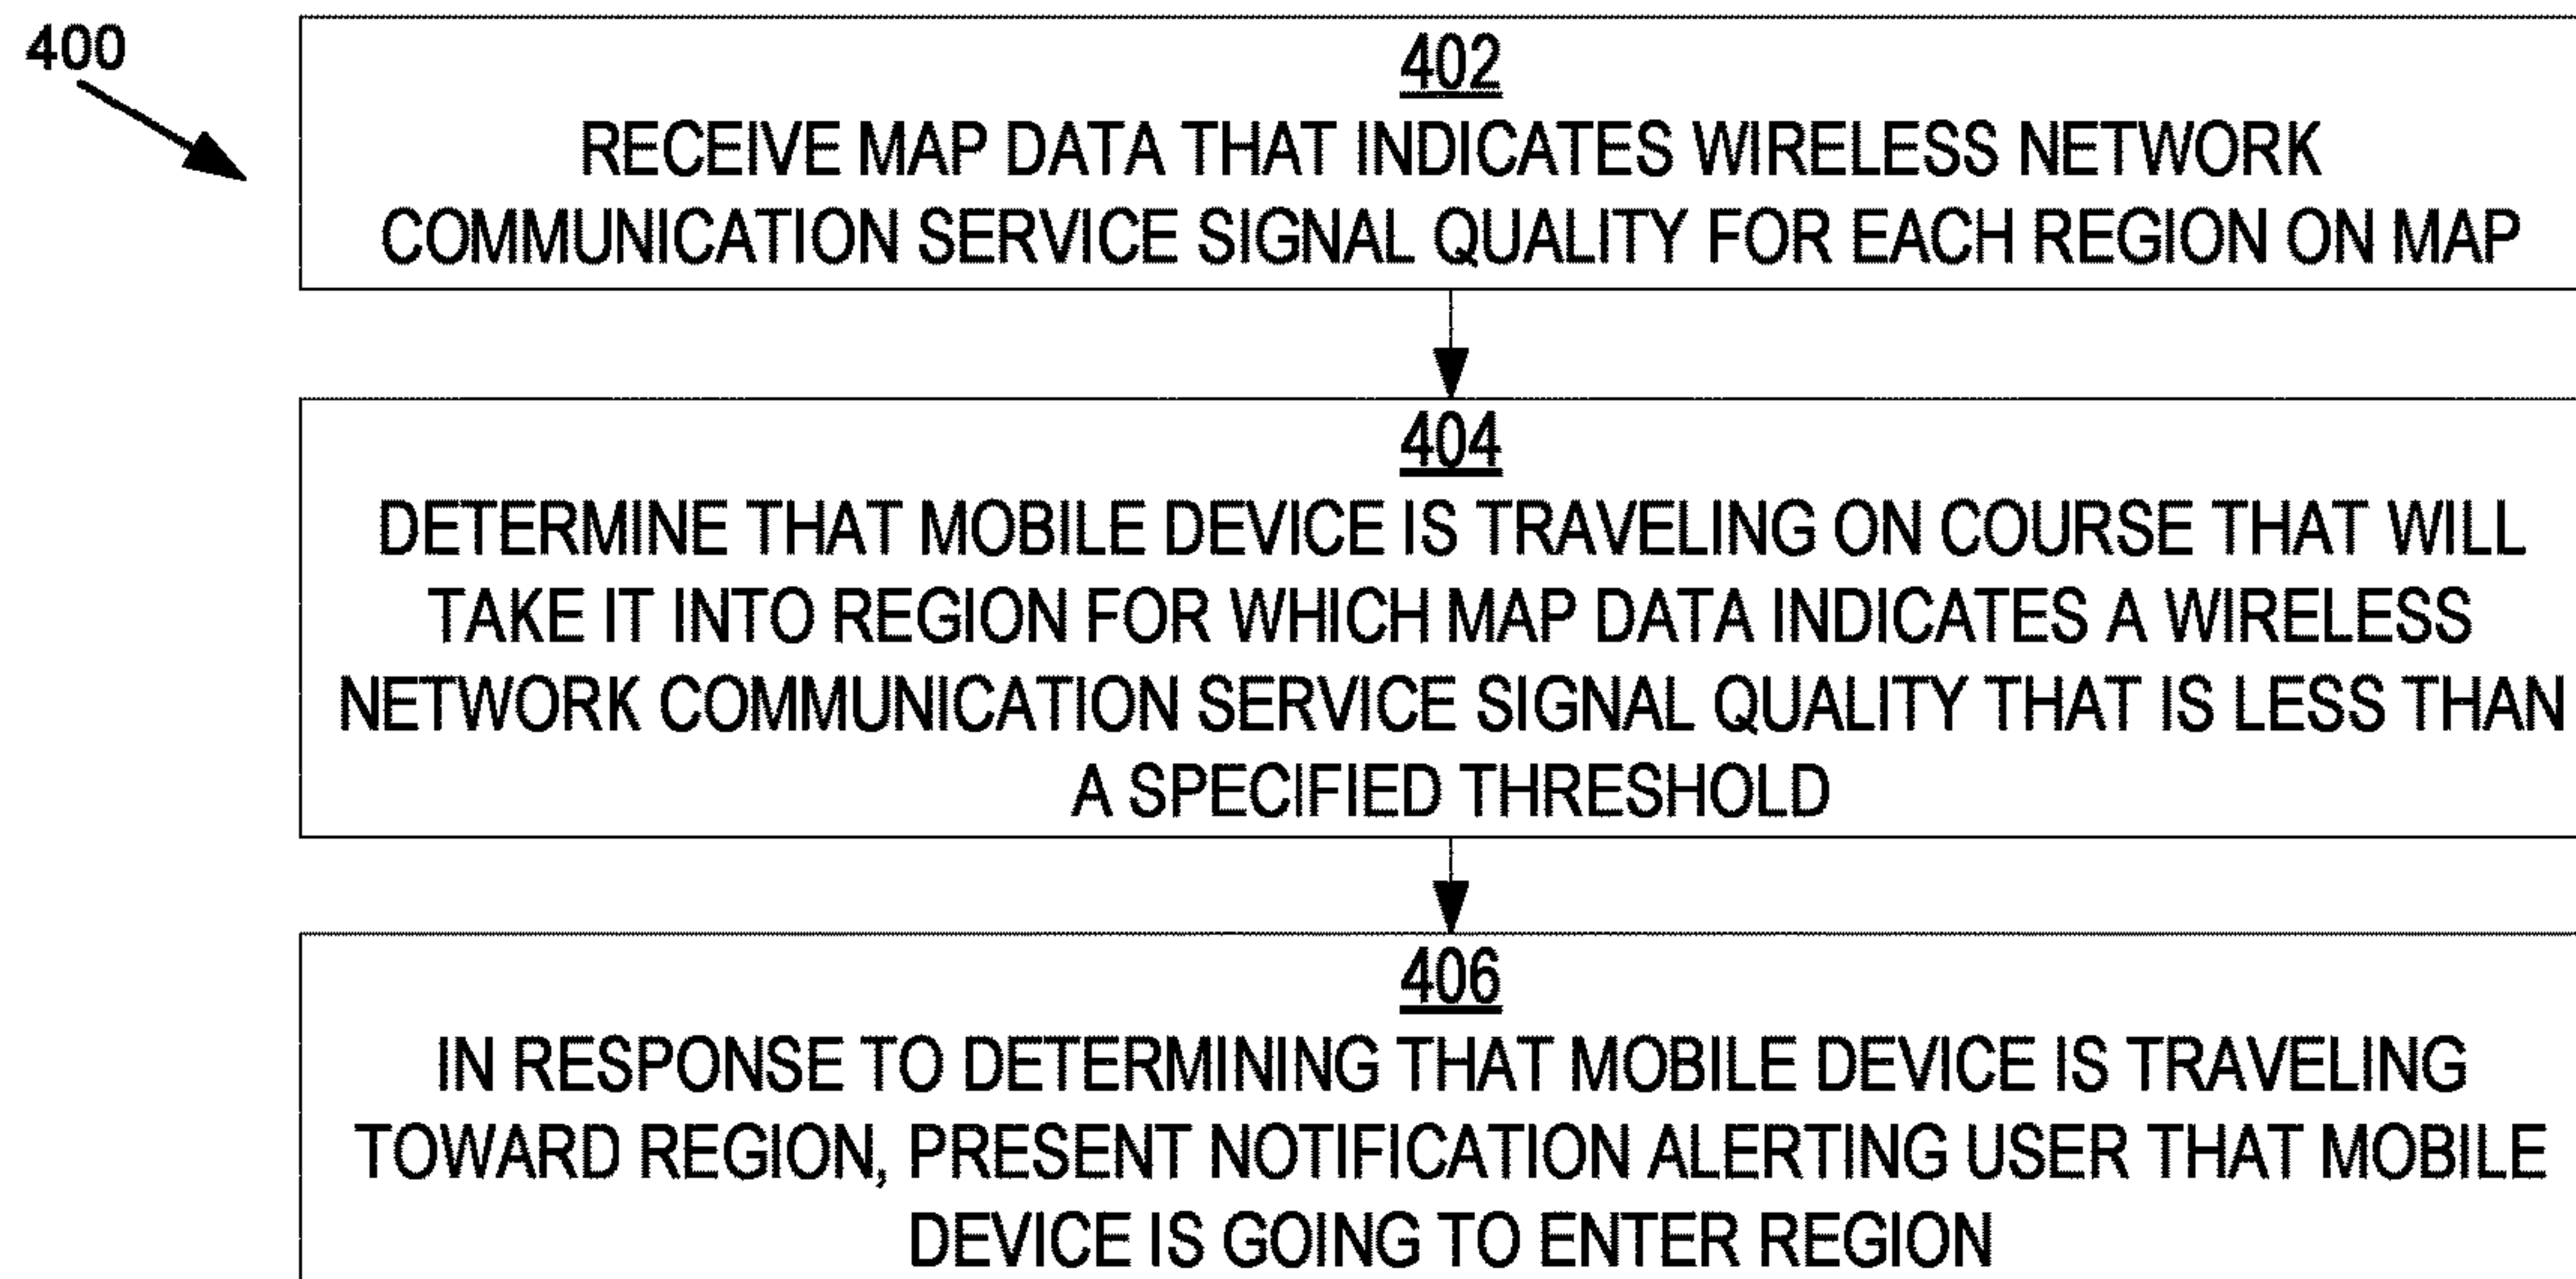 400
402
RECEIVE MAP DATA THAT INDICATES WIRELESS NETWORK
COMMUNICATION SERVICE SIGNAL QUALITY FOR EACH REGION ON MAP
404
DETERMINE THAT MOBILE DEVICE IS TRAVELING ON COURSE THAT WILL
TAKE IT INTO REGION FOR WHICH MAP DATA INDICATES A WIRELESS
NETWORK COMMUNICATION SERVICE SIGNAL QUALITY THAT IS LESS THAN
A SPECIFIED THRESHOLD
406
IN RESPONSE TO DETERMINING THAT MOBILE DEVICE IS TRAVELING
TOWARD REGION, PRESENT NOTIFICATION ALERTING USER THAT MOBILE
DEVICE IS GOING TO ENTER REGION